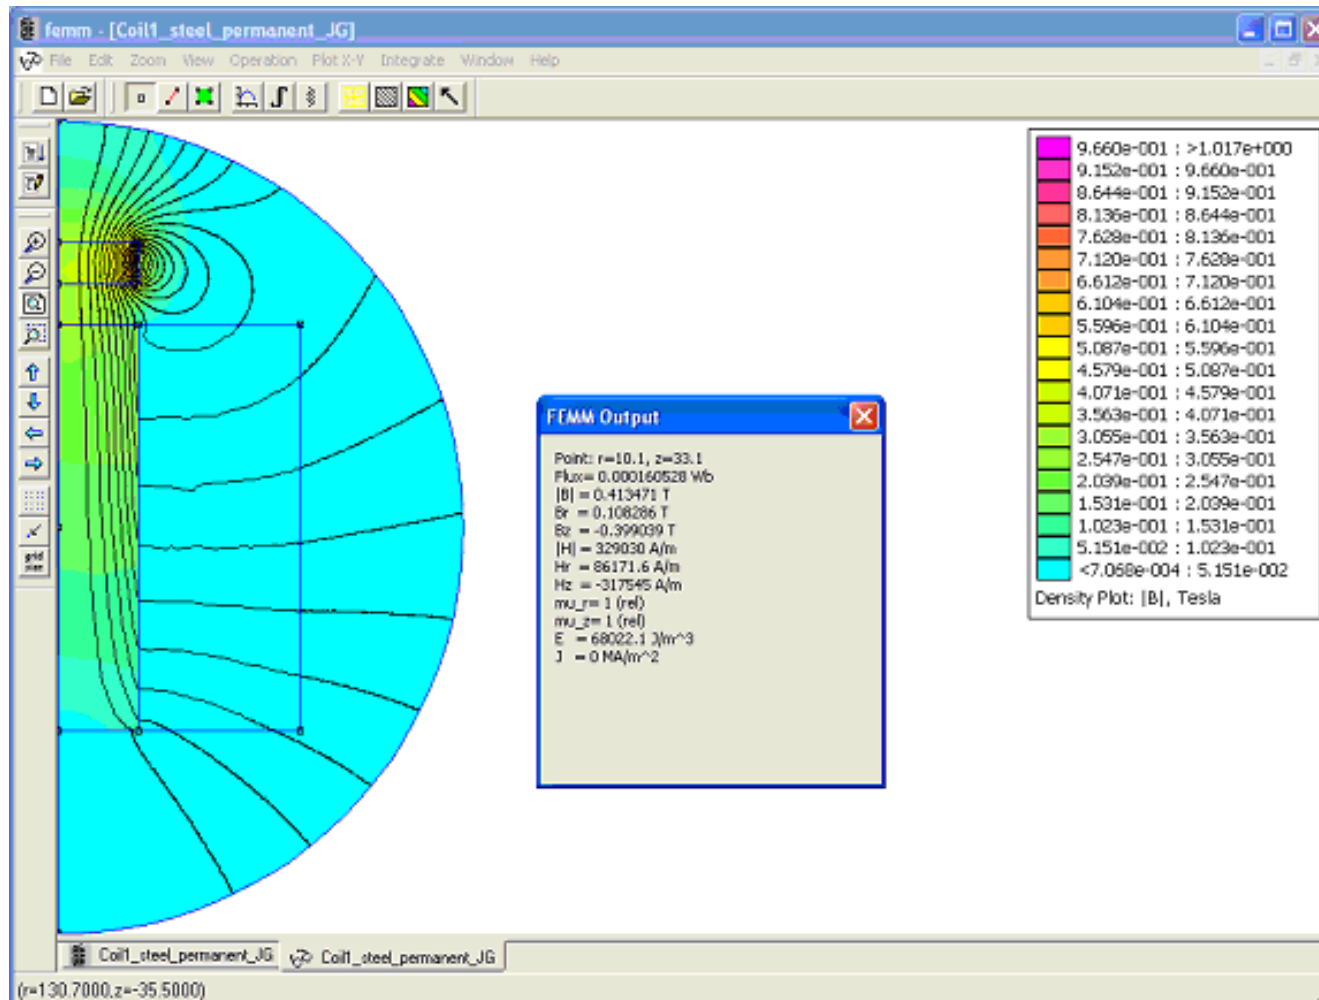 femm - [Coil1_steel_permanent_JG]
File Edit Zoom View Operation Plot X-Y Integrate Window Help
9.660e-001 : >1.017e+000
9.152e-001 : 9.660e-001
8.644e-001 : 9.152e-001
8.136e-001 : 8.644e-001
7.628e-001 : 8.136e-001
7.120e-001 : 7.628e-001
6.612e-001 : 7.120e-001
6.104e-001 : 6.612e-001
5.596e-001 : 6.104e-001
5.087e-001 : 5.596e-001
4.579e-001 : 5.087e-001
4.071e-001 : 4.579e-001
3.563e-001 : 4.071e-001
3.055e-001 : 3.563e-001
2.547e-001 : 3.055e-001
2.039e-001 : 2.547e-001
1.531e-001 : 2.039e-001
1.023e-001 : 1.531e-001
5.151e-002 : 1.023e-001
<7.068e-004 : 5.151e-002
Density Plot: |B|, Tesla
FEMM Output
Point: r=10.1, z=33.1
Flux= 0.000160528 Wb
|B| = 0.413471 T
Br = 0.108286 T
Bz = -0.399039 T
|H| = 329030 A/m
Hr = 86171.6 A/m
Hz = -317545 A/m
mu_r= 1 (rel)
mu_z= 1 (rel)
E = 68022.1 J/m^3
J = 0 MA/m^2
grid
Coil1_steel_permanent_JG
Coil1_steel_permanent_JG
(r=130.7000,z=-35.5000)